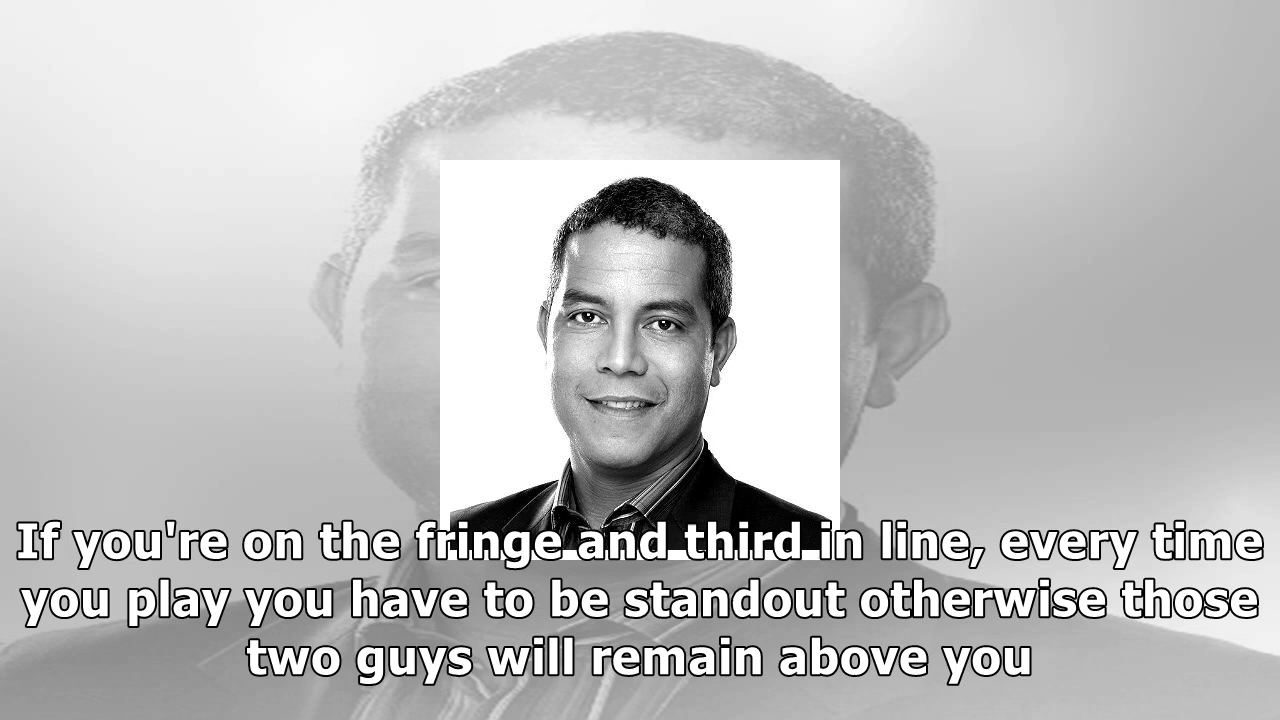 If you're on the fringe and third in line, every time
you play you have to be standout otherwise those
two guys will remain above you